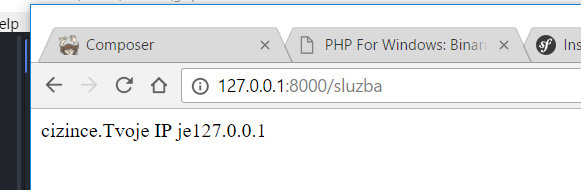 elp
Composer
PHP For Windows: Binar
Ins
127.0.0.1:8000/sluzba
cizince.Tvoje IP je127.0.0.1